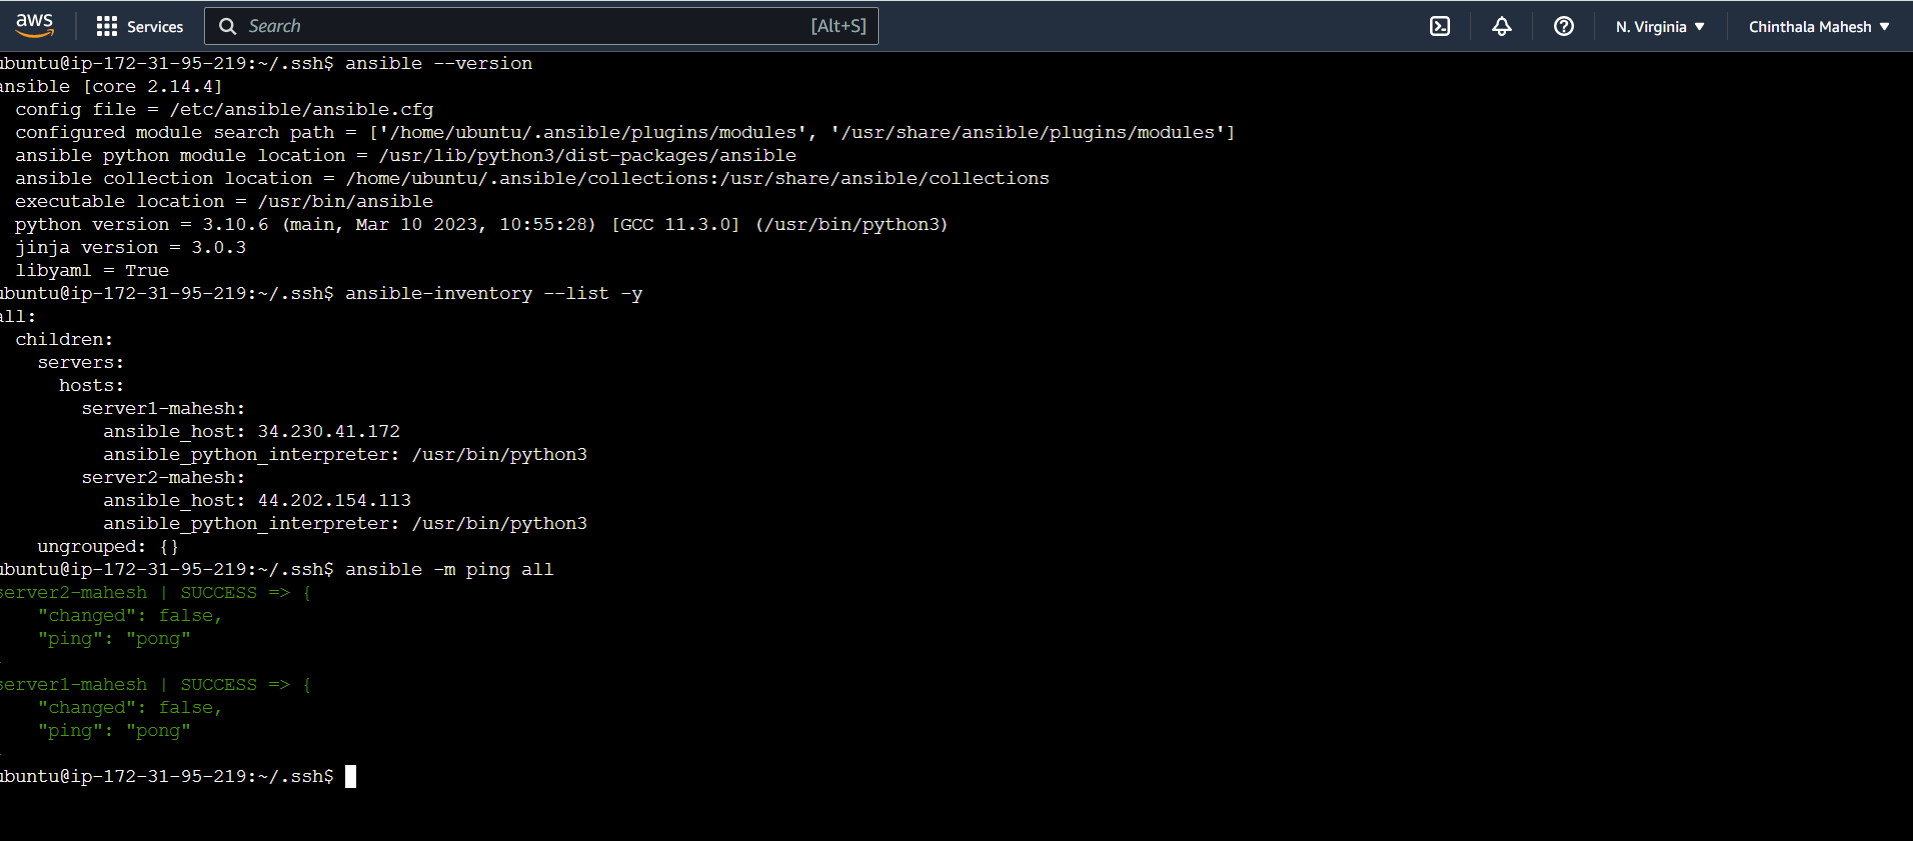 aws Services Search [Alt+S] N. Virginia Chinthala Mahesh
ubuntu@ip-172-31-95-219:~/.ssh$ ansible --version
ansible [core 2.14.4]
  config file = /etc/ansible/ansible.cfg
  configured module search path = ['/home/ubuntu/.ansible/plugins/modules', '/usr/share/ansible/plugins/modules']
  ansible python module location = /usr/lib/python3/dist-packages/ansible
  ansible collection location = /home/ubuntu/.ansible/collections:/usr/share/ansible/collections
  executable location = /usr/bin/ansible
  python version = 3.10.6 (main, Mar 10 2023, 10:55:28) [GCC 11.3.0] (/usr/bin/python3)
  jinja version = 3.0.3
  libyaml = True
ubuntu@ip-172-31-95-219:~/.ssh$ ansible-inventory --list -y
all:
  children:
    servers:
      hosts:
        server1-mahesh:
          ansible_host: 34.230.41.172
          ansible_python_interpreter: /usr/bin/python3
        server2-mahesh:
          ansible_host: 44.202.154.113
          ansible_python_interpreter: /usr/bin/python3
    ungrouped: {}
ubuntu@ip-172-31-95-219:~/.ssh$ ansible -m ping all
server2-mahesh | SUCCESS => {
    "changed": false,
    "ping": "pong"
server1-mahesh | SUCCESS => {
    "changed": false,
    "ping": "pong"
ubuntu@ip-172-31-95-219:~/.ssh$